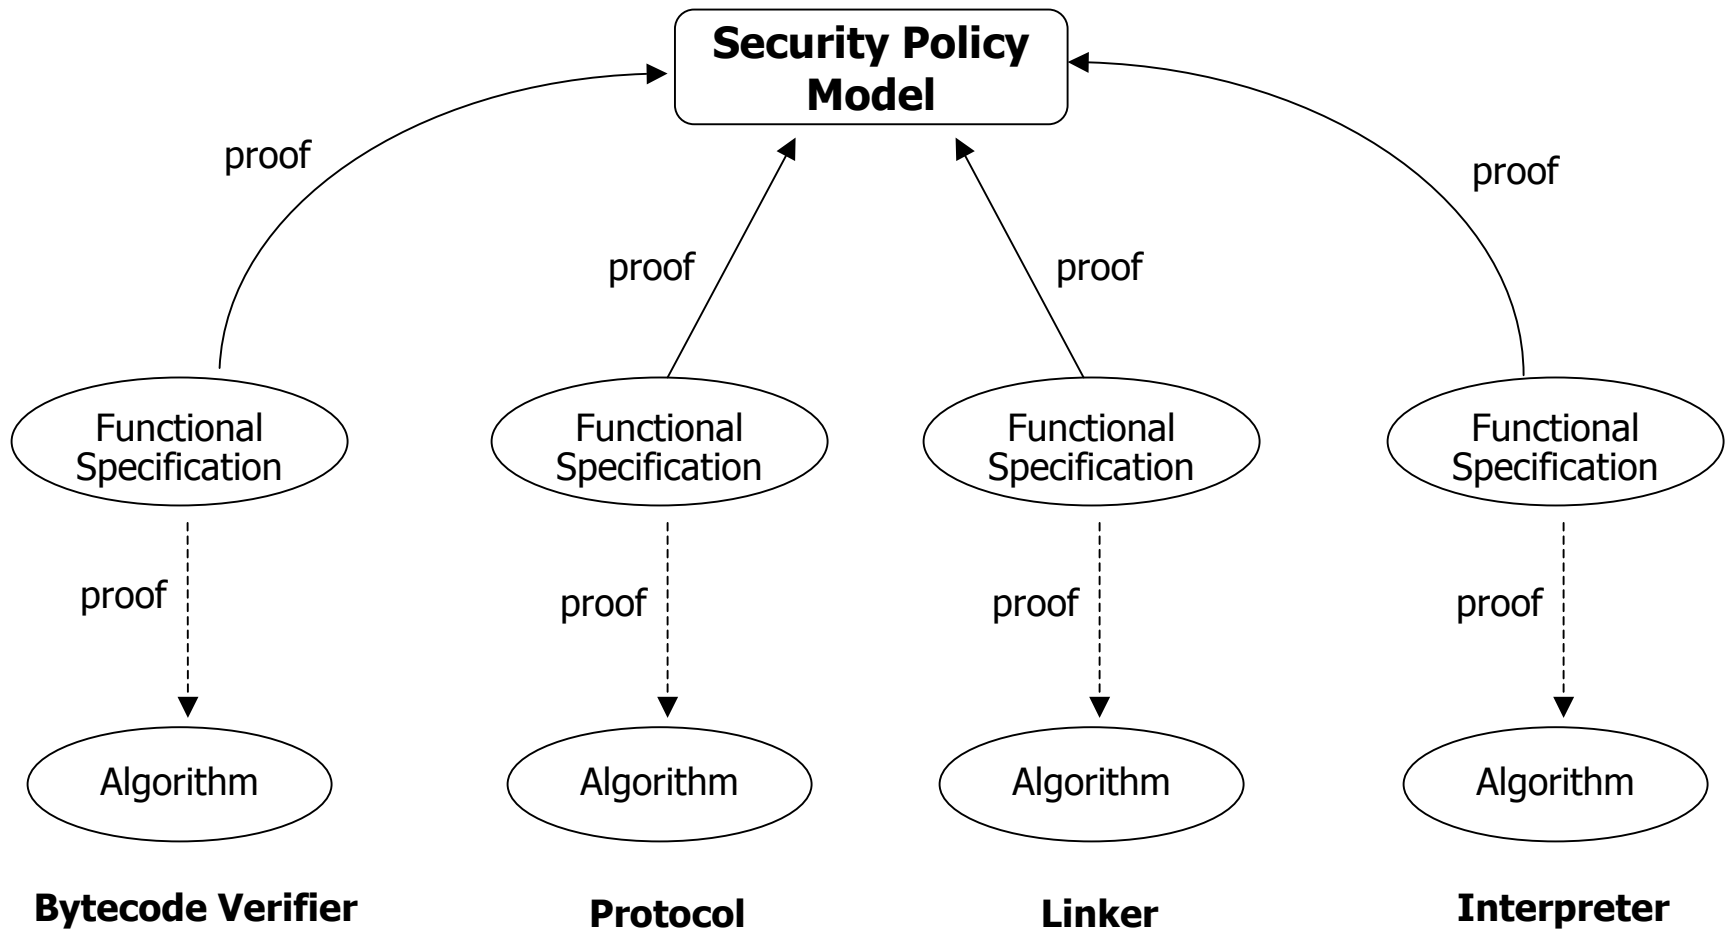 Security Policy
Model
proof
proof
proof
proof
Functional
Specification
Functional
Specification
Functional
Specification
Functional
Specification
proof
proof
proof
proof
Algorithm
Algorithm
Algorithm
Algorithm
Bytecode Verifier
Protocol
Linker
Interpreter